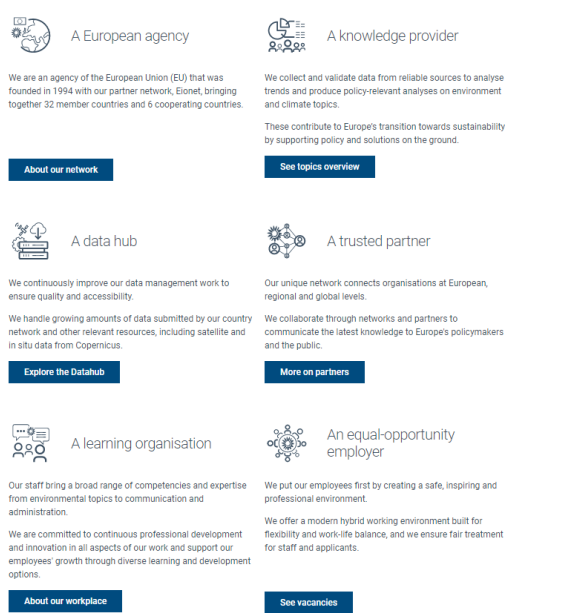 A European agency
We are an agency of the European Union (EU) that was
founded in 1994 with our partner network, Eionet, bringing
together 32 member countries and 6 cooperating countries.
About our network
A knowledge provider
We collect and validate data from reliable sources to analyse
trends and produce policy-relevant analyses on environment
and climate topics.
These contribute to Europe's transition towards sustainability
by supporting policy and solutions on the ground.
See topics overview
A data hub
We continuously improve our data management work to
ensure quality and accessibility.
We handle growing amounts of data submitted by our country
network and other relevant resources, including satellite and
in situ data from Copernicus.
Explore the Datahub
A trusted partner
Our unique network connects organisations at European,
regional and global levels.
We collaborate through networks and partners to
communicate the latest knowledge to Europe's policymakers
and the public.
More on partners
A learning organisation
Our staff bring a broad range of competencies and expertise
from environmental topics to communication and
administration.
We are committed to continuous professional development
and innovation in all aspects of our work and support our
employees' growth through diverse learning and development
options.
About our workplace
An equal-opportunity
employer
We put our employees first by creating a safe, inspiring and
professional environment.
We offer a modern hybrid working environment built for
flexibility and work-life balance, and we ensure fair treatment
for staff and applicants.
See vacancies